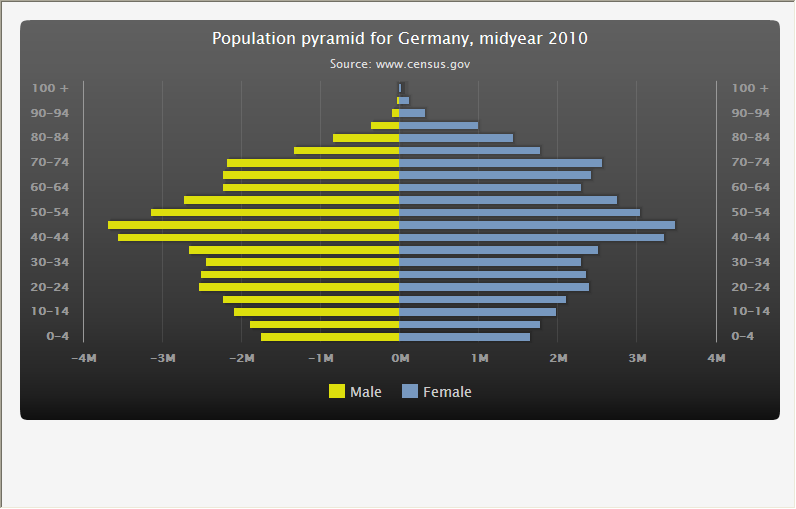 Population pyramid for Germany, midyear 2010
Source: www.census.gov
100 + 100 +
90-94 90-94
80-84 80-84
70-74 70-74
60-64 60-64
50-54 50-54
40-44 40-44
30-34 30-34
20-24 20-24
10-14 10-14
0-4 0-4
-4M -3M -2M -1M 0M 1M 2M 3M 4M
Male Female